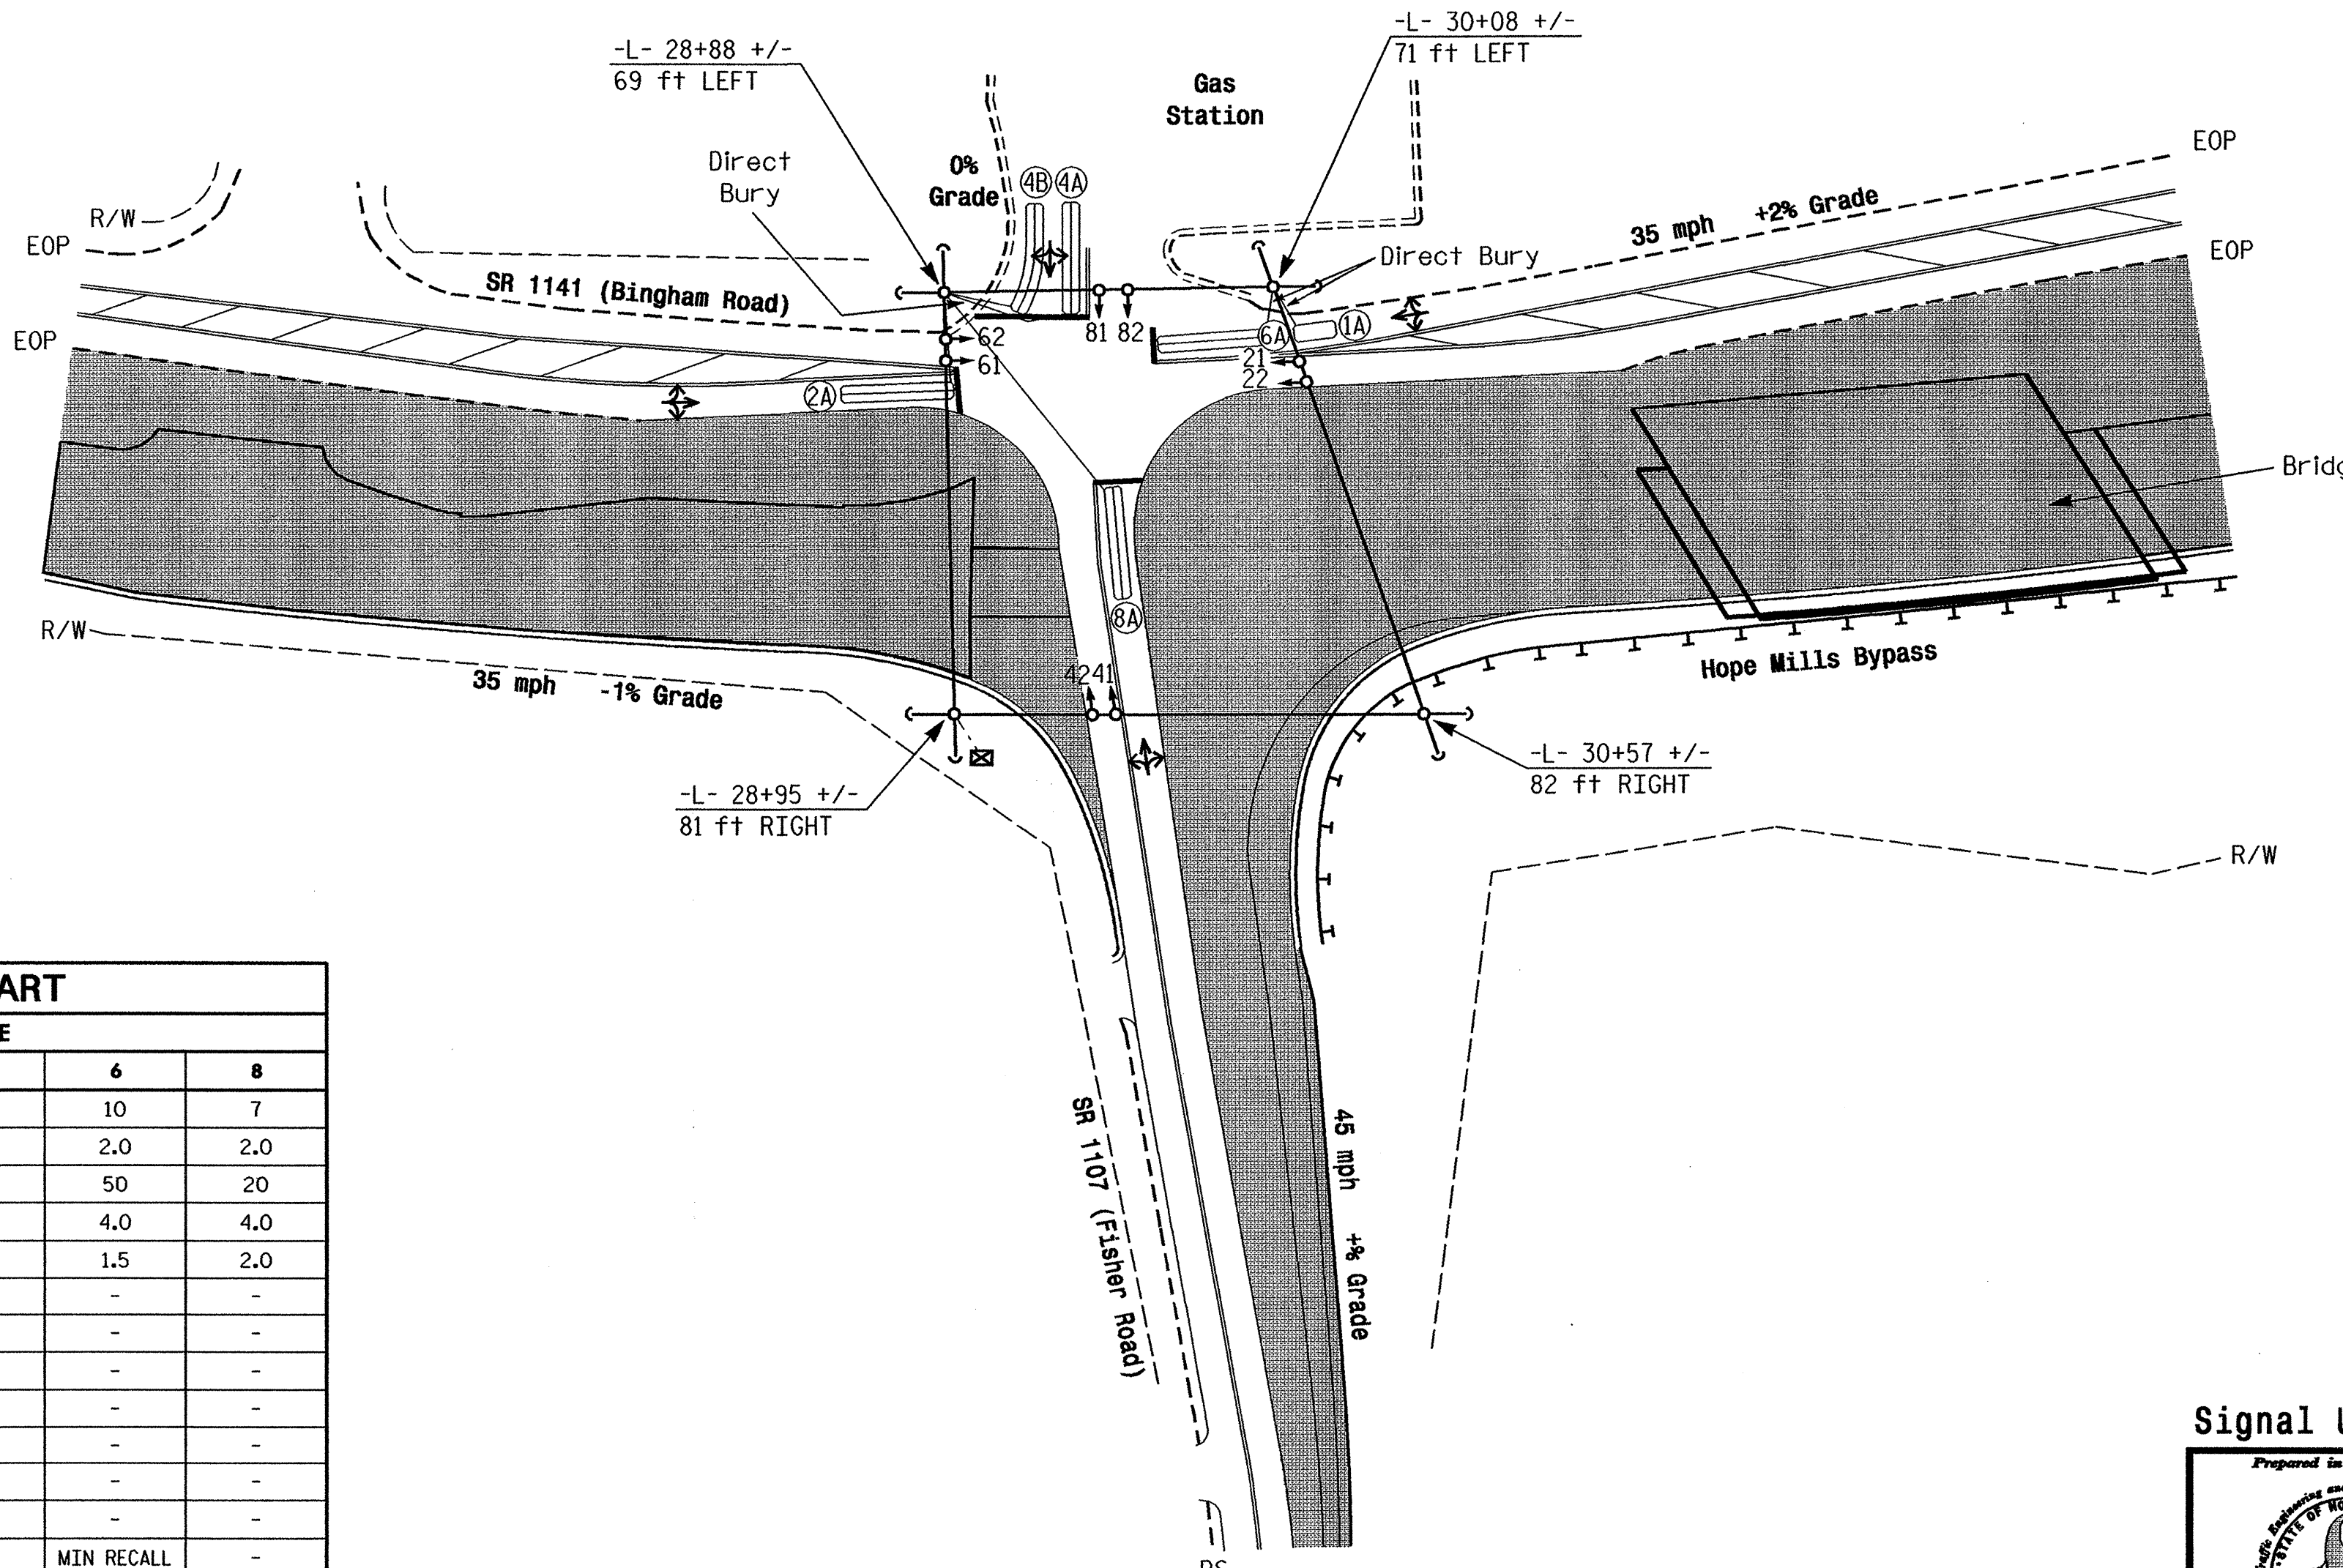 -L- 30+08 +/-
71 ft LEFT
-L- 28+88 +/-
69 ft LEFT
Gas
Station
EOP
Direct
Bury
0%
Grade
4B
4A
35 mph +2% Grade
R/W
EOP
EOP
Direct Bury
SR 1141 (Bingham Road)
EOP
81 82
62
61
6A
1A
21
22
2A
8A
R/W
42 41
35 mph -1% Grade
Hope Mills Bypass
-L- 30+57 +/-
82 ft RIGHT
-L- 28+95 +/-
81 ft RIGHT
R/W
ART
E
6 8
10 7
2.0 2.0
50 20
4.0 4.0
1.5 2.0
- -
- -
- -
- -
- -
- -
- -
MIN RECALL -
SR 1107 (Fisher Road)
45 mph +% Grade
Signal
Prepared in